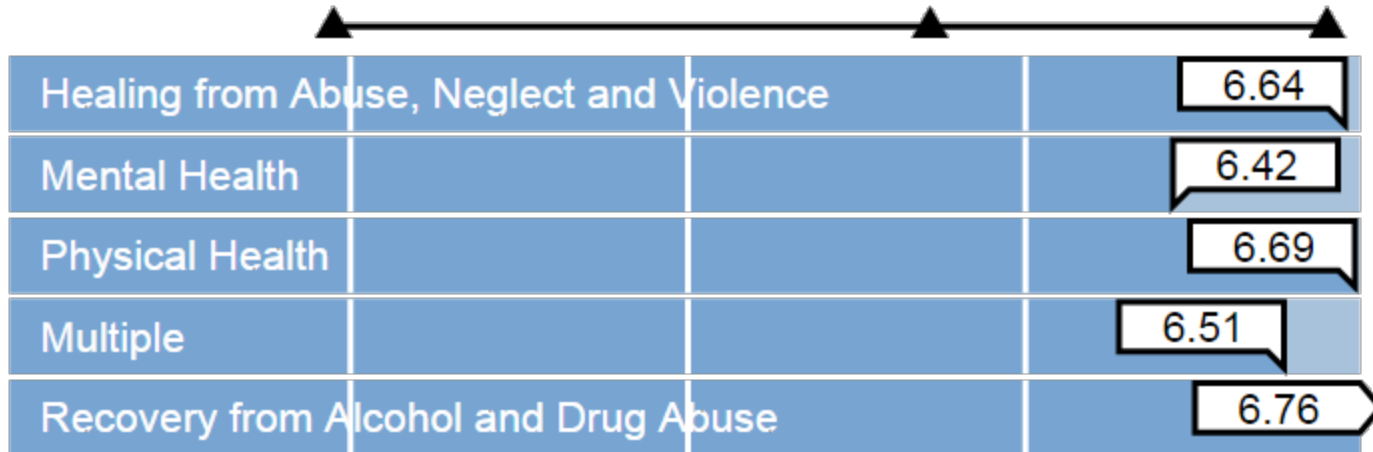 Healing from Abuse, Neglect and Violence 6.64
Mental Health 6.42
Physical Health 6.69
Multiple 6.51
Recovery from Alcohol and Drug Abuse 6.76